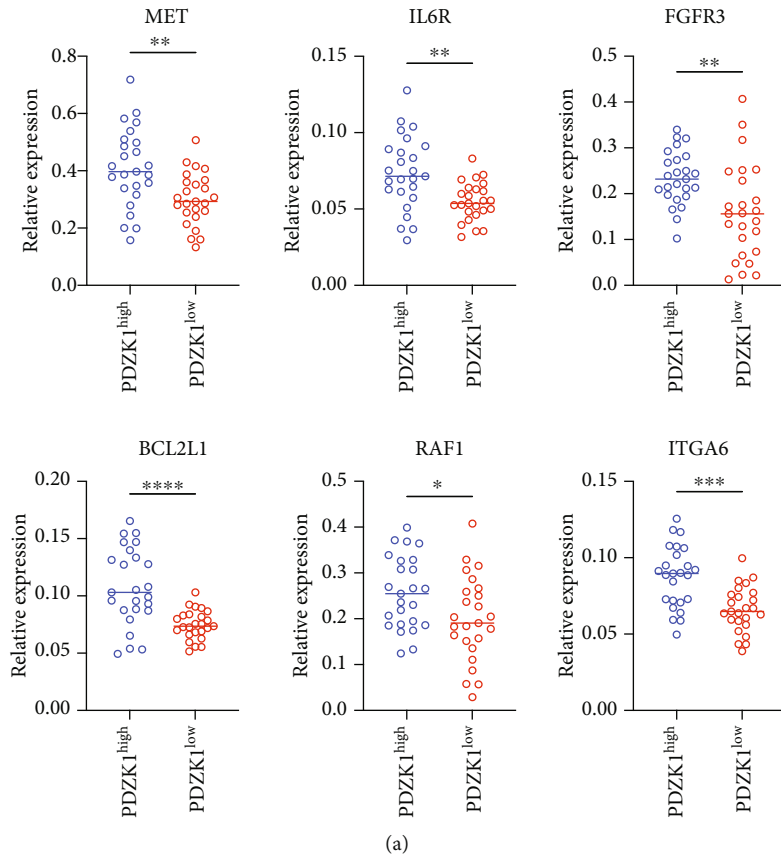 MET
**
Relative expression
0.8
0.6
0.4
0.2
0.0
PDZK1high
PDZK1low
IL6R
**
Relative expression
0.15
0.10
0.05
0.00
PDZK1high
PDZK1low
FGFR3
**
Relative expression
0.5
0.4
0.3
0.2
0.1
0.0
PDZK1high
PDZK1low
BCL2L1
****
Relative expression
0.20
0.15
0.10
0.05
0.00
PDZK1high
PDZK1low
RAF1
*
Relative expression
0.5
0.4
0.3
0.2
0.1
0.0
PDZK1high
PDZK1low
ITGA6
***
Relative expression
0.15
0.10
0.05
0.00
PDZK1high
PDZK1low
(a)